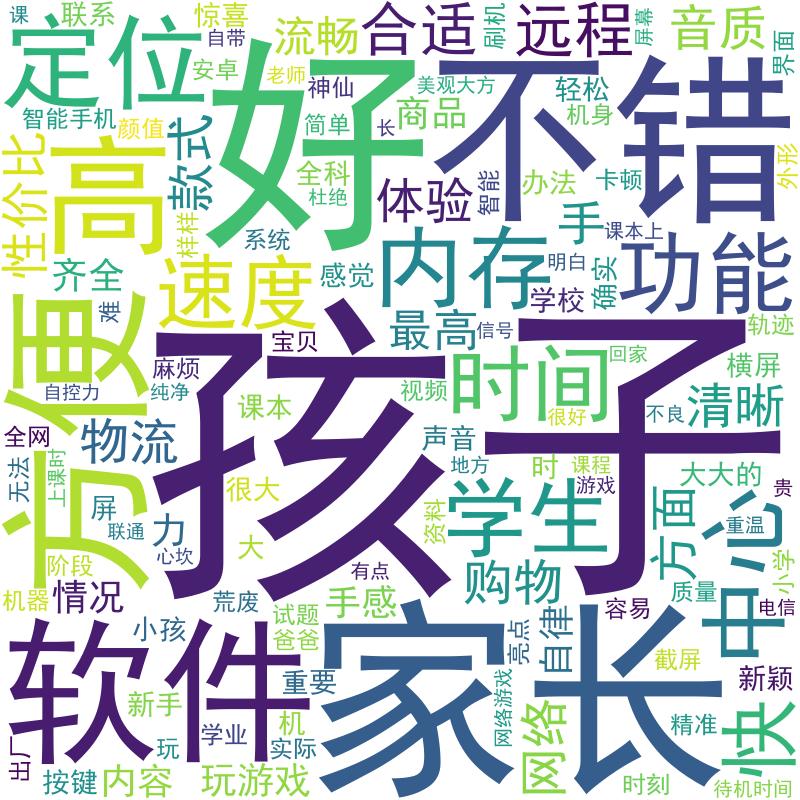 课
联系
惊喜
流畅
合适
刷机
远程
屏幕
音质
界面
定位
自带
安卓
老师
神仙
美观大方
轻松
机身
智能手机
颜值
款式
好
简单
长
商品
不错
外形
性价比
高
全科
杜绝
体验
智能
办法
卡顿
样样
系统
手
课本上
齐全
速度
感觉
内存
明白
确实
功能
难
学校
轨迹
方便
宝贝
最高
信号
孩子
麻烦
时间
回家
横屏
自控力
纯净
课本
视频
很好
不良
清晰
全网
物流
声音
地方
时
课程
大大的
无法
上课时
很大
游戏
贵
屏
联通
力
心坎
大
资料
学生
方面
中心
重温
阶段
有点
购物
质量
小学
机器
情况
荒废
试题
手感
容易
电信
软件
小孩
爸爸
家长
亮点
自律
截屏
新颖
重要
新手
机
网络游戏
网络
精准
快
出厂
学业
玩
实际
按键
内容
玩游戏
时刻
待机时间